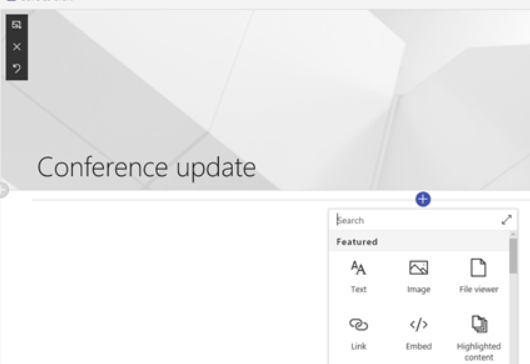 Conference update
Search
Featured
Text
Image
File viewer
Link
Embed
Highlighted
content